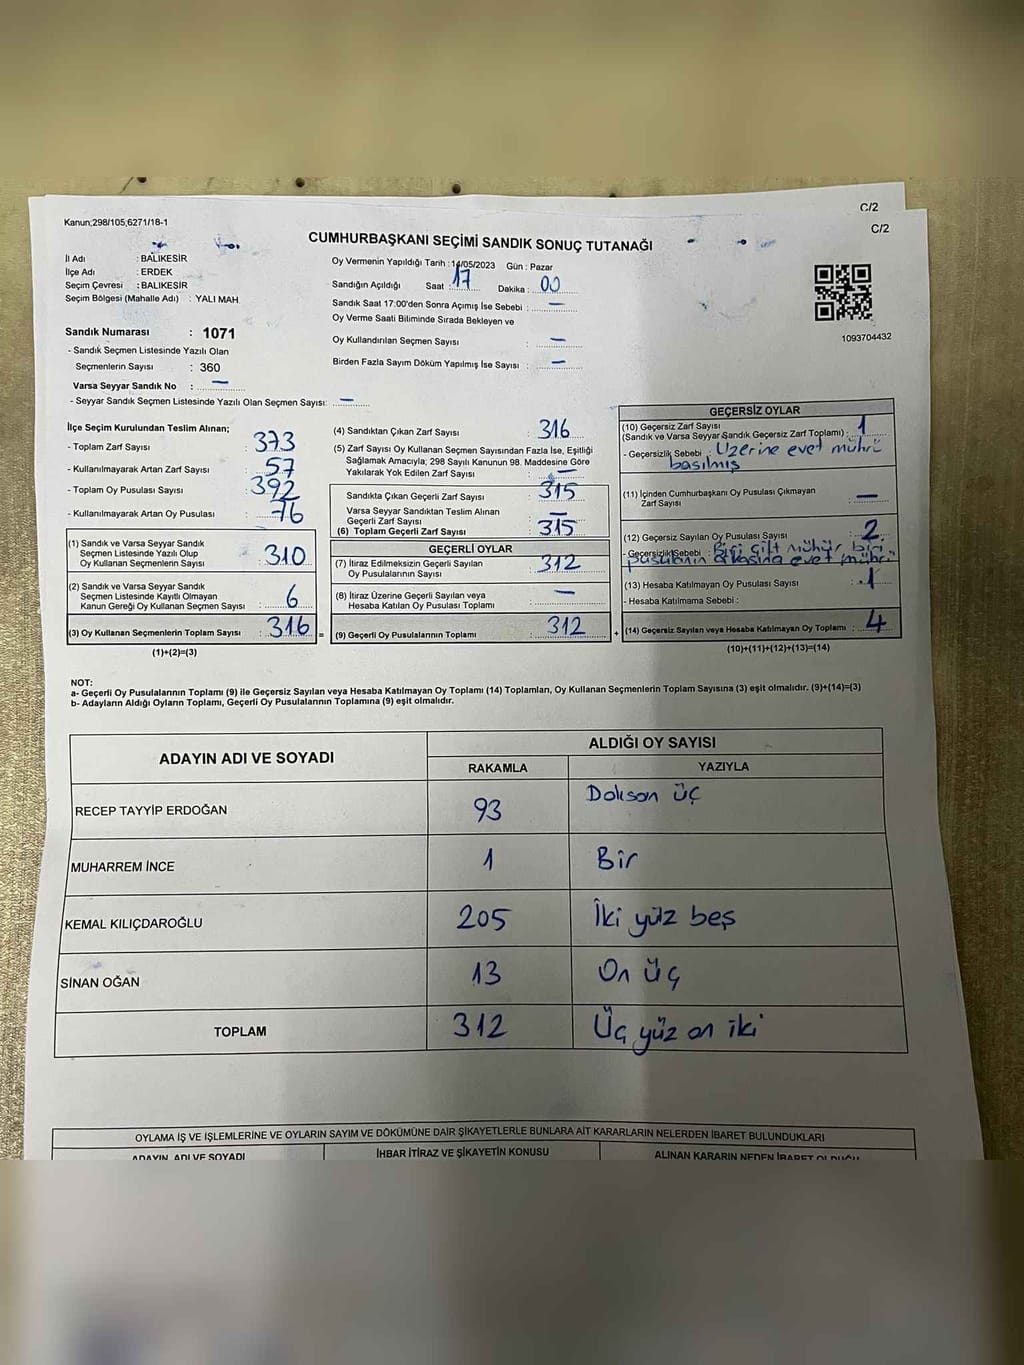 C/2
C/2
Kanun;298/105,6271/18-1
CUMHURBAŞKANI SEÇİMİ SANDIK SONUÇ TUTANAĞI
İl Adı : BALIKESİR
İlçe Adı : ERDEK
Seçim Çevresi : BALIKESİR
Seçim Bölgesi (Mahalle Adı) : YALI MAH.
Sandık Numarası : 1071
- Sandık Seçmen Listesinde Yazılı Olan
Seçmenlerin Sayısı : 360
Varsa Seyyar Sandık No : —
- Seyyar Sandık Seçmen Listesinde Yazılı Olan Seçmen Sayısı: —
Oy Vermenin Yapıldığı Tarih : 14/05/2023 Gün : Pazar
Sandığın Açıldığı Saat : 17 Dakika : 00
Sandık Saat 17:00'den Sonra Açımış İse Sebebi : —
Oy Verme Saati Bitiminde Sırada Bekleyen ve
Oy Kullandırılan Seçmen Sayısı : —
Birden Fazla Sayım Döküm Yapılmış İse Sayısı : —
1093704432
İlçe Seçim Kurulundan Teslim Alınan;
- Toplam Zarf Sayısı : 373
- Kullanılmayarak Artan Zarf Sayısı : 57
- Toplam Oy Pusulası Sayısı : 392
- Kullanılmayarak Artan Oy Pusulası : 76
(1) Sandık ve Varsa Seyyar Sandık
Seçmen Listesinde Yazılı Olup
Oy Kullanan Seçmenlerin Sayısı : 310
(2) Sandık ve Varsa Seyyar Sandık
Seçmen Listesinde Kayıtlı Olmayan
Kanun Gereği Oy Kullanan Seçmen Sayısı : 6
(3) Oy Kullanan Seçmenlerin Toplam Sayısı : 316 =
(1)+(2)=(3)
(4) Sandıktan Çıkan Zarf Sayısı : 316
(5) Zarf Sayısı Oy Kullanan Seçmen Sayısından Fazla İse, Eşitliği
Sağlamak Amacıyla; 298 Sayılı Kanunun 98. Maddesine Göre
Yakılarak Yok Edilen Zarf Sayısı : —
Sandıkta Çıkan Geçerli Zarf Sayısı : 315
Varsa Seyyar Sandıktan Teslim Alınan
Geçerli Zarf Sayısı : —
(6) Toplam Geçerli Zarf Sayısı : 315
GEÇERLİ OYLAR
(7) İtiraz Edilmeksizin Geçerli Sayılan
Oy Pusulalarının Sayısı : 312
(8) İtiraz Üzerine Geçerli Sayılan veya
Hesaba Katılan Oy Pusulası Toplamı : —
(9) Geçerli Oy Pusulalarının Toplamı : 312 +
GEÇERSİZ OYLAR
(10) Geçersiz Zarf Sayısı
(Sandık ve Varsa Seyyar Sandık Geçersiz Zarf Toplamı) : 1
- Geçersizlik Sebebi : Üzerine evet mührü
basılmış
(11) İçinden Cumhurbaşkanı Oy Pusulası Çıkmayan
Zarf Sayısı : —
(12) Geçersiz Sayılan Oy Pusulası Sayısı : 2
- Geçersizlik Sebebi : Biri çift mühür biri
pusulanın arkasına evet mührü
(13) Hesaba Katılmayan Oy Pusulası Sayısı : 1
- Hesaba Katılmama Sebebi :
(14) Geçersiz Sayılan veya Hesaba Katılmayan Oy Toplamı : 4
(10)+(11)+(12)+(13)=(14)
NOT:
a- Geçerli Oy Pusulalarının Toplamı (9) ile Geçersiz Sayılan veya Hesaba Katılmayan Oy Toplamı (14) Toplamları, Oy Kullanan Seçmenlerin Toplam Sayısına (3) eşit olmalıdır. (9)+(14)=(3)
b- Adayların Aldığı Oyların Toplamı, Geçerli Oy Pusulalarının Toplamına (9) eşit olmalıdır.
ADAYIN ADI VE SOYADI
ALDIĞI OY SAYISI
RAKAMLA YAZIYLA
RECEP TAYYİP ERDOĞAN 93 Doksan üç
MUHARREM İNCE 1 Bir
KEMAL KILIÇDAROĞLU 205 İki yüz beş
SİNAN OĞAN 13 On üç
TOPLAM 312 Üç yüz on iki
OYLAMA İŞ VE İŞLEMLERİNE VE OYLARIN SAYIM VE DÖKÜMÜNE DAİR ŞİKAYETLERLE BUNLARA AİT KARARLARIN NELERDEN İBARET BULUNDUKLARI
ADAYIN ADI VE SOYADI İHBAR İTİRAZ VE ŞİKAYETİN KONUSU ALINAN KARARIN NEDEN İBARET OLDUĞU